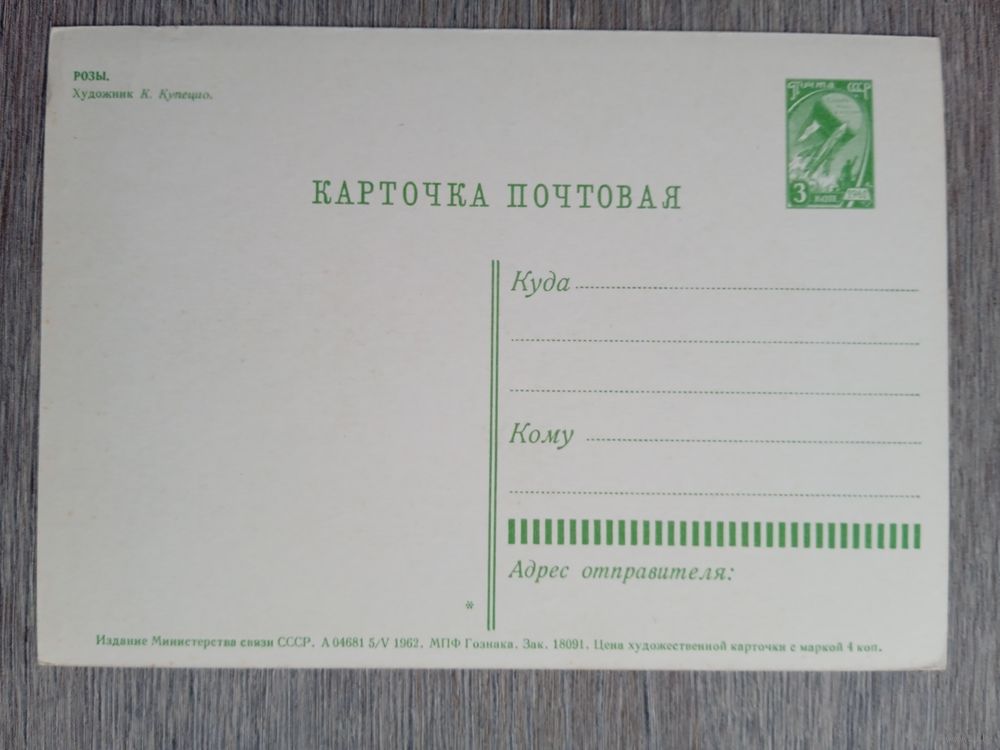 РОЗЫ.
Художник К. Купецио.
Почта СССР
3 коп. 1961
КАРТОЧКА ПОЧТОВАЯ
Куда
Кому
Адрес отправителя:
*
Издание Министерства связи СССР. А 04681 5/V 1962. МПФ Гознака. Зак. 18091. Цена художественной карточки с маркой 4 коп.